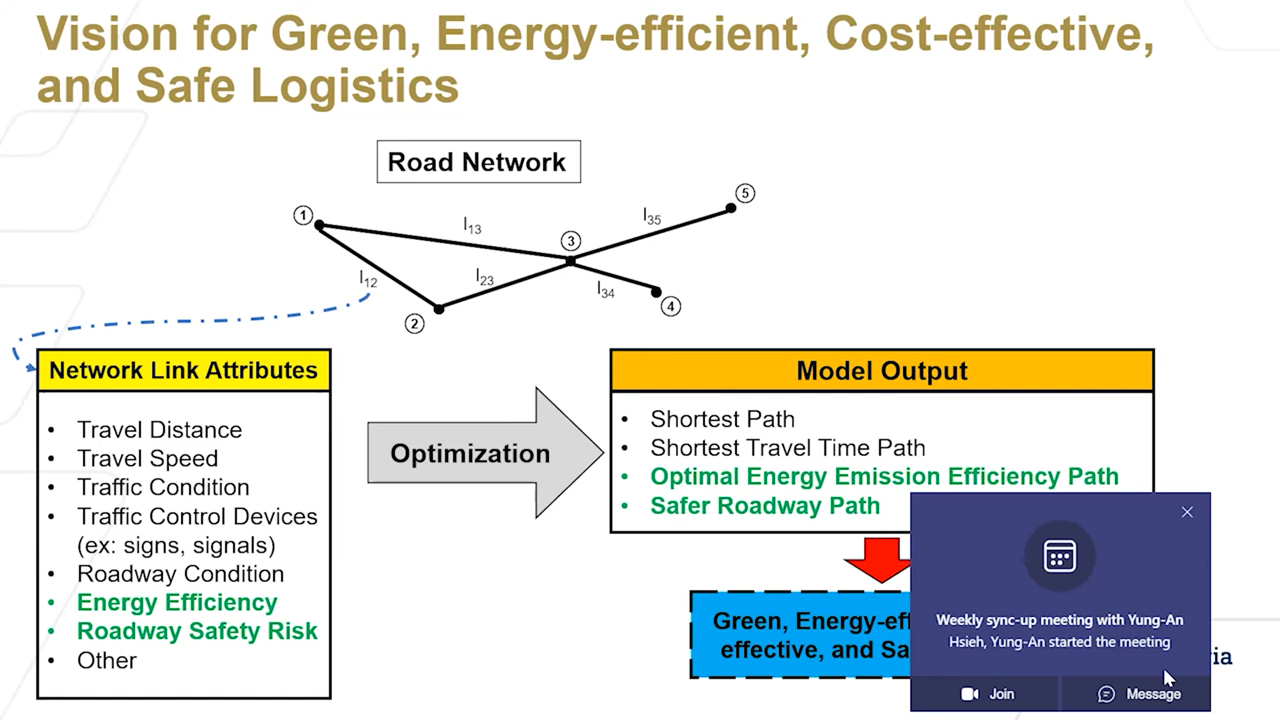 Vision for Green, Energy-efficient, Cost-effective,
and Safe Logistics
Road Network
1
l13
3
l35
5
l12
l23
l34
4
2
Network Link Attributes
• Travel Distance
• Travel Speed
• Traffic Condition
• Traffic Control Devices
(ex: signs, signals)
• Roadway Condition
• Energy Efficiency
• Roadway Safety Risk
• Other
Optimization
Model Output
• Shortest Path
• Shortest Travel Time Path
• Optimal Energy Emission Efficiency Path
• Safer Roadway Path
Green, Energy-ef
effective, and Sa
Weekly sync-up meeting with Yung-An
Hsieh, Yung-An started the meeting
Join
Message
ia